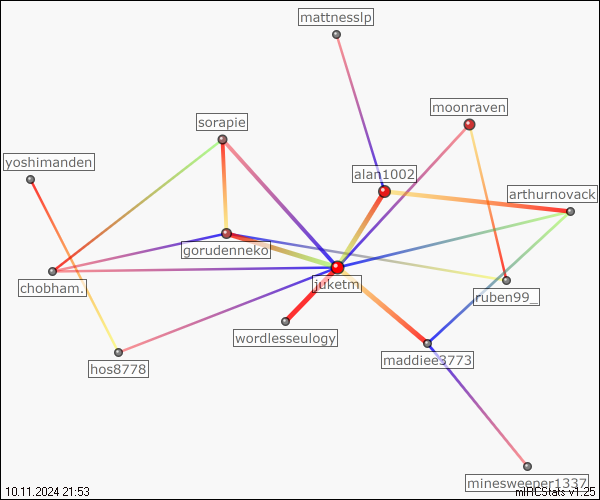 mattnesslp
moonraven
sorapie
yoshimanden
alan1002
arthurnovack
gorudenneko
chobham.
juketm
ruben99_
wordlesseulogy
maddiee3773
hos8778
minesweeper1337
10.11.2024 21:53
mIRCStats v1.25